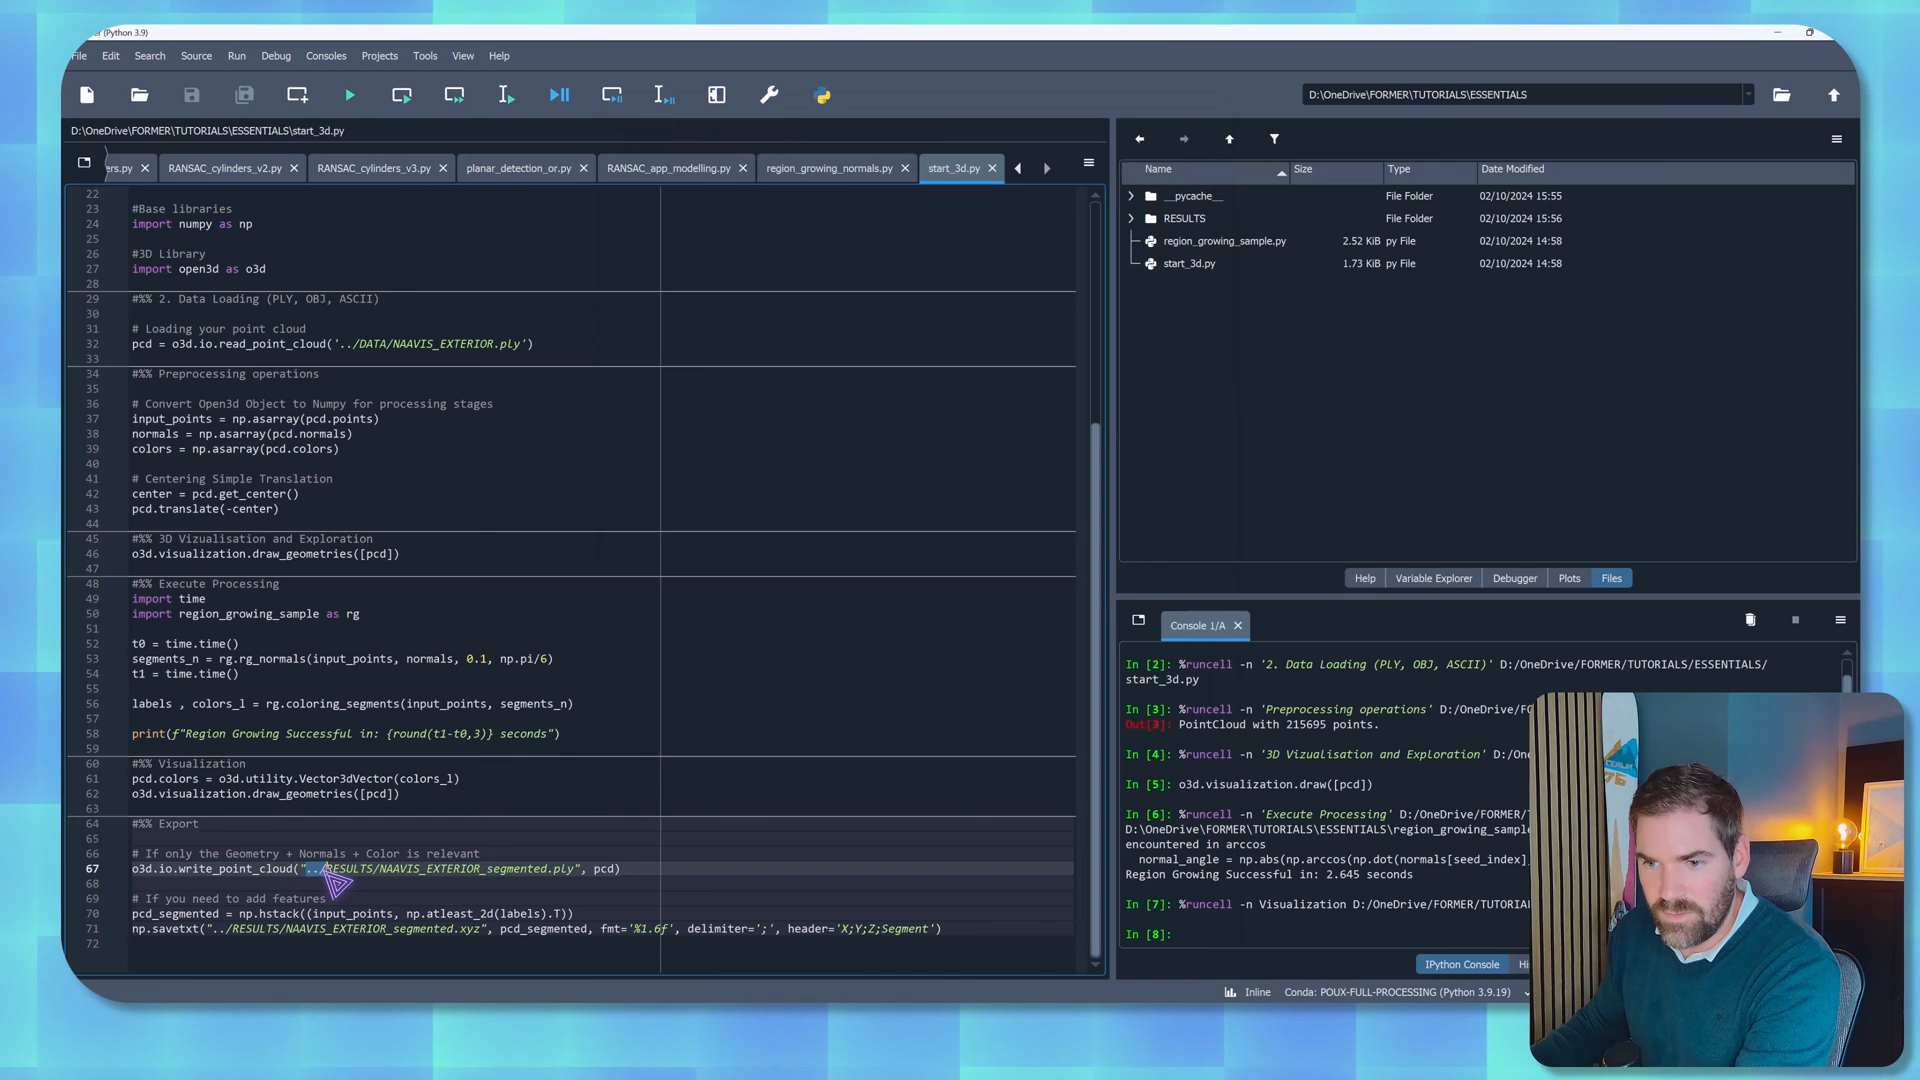 (Python 3.9)
File Edit Search Source Run Debug Consoles Projects Tools View Help
D:\OneDrive\FORMER\TUTORIALS\ESSENTIALS
D:\OneDrive\FORMER\TUTORIALS\ESSENTIALS\start_3d.py
ers.py RANSAC_cylinders_v2.py RANSAC_cylinders_v3.py planar_detection_or.py RANSAC_app_modelling.py region_growing_normals.py start_3d.py
22
23 #Base libraries
24 import numpy as np
25
26 #3D Library
27 import open3d as o3d
28
29 #%% 2. Data Loading (PLY, OBJ, ASCII)
31 # Loading your point cloud
32 pcd = o3d.io.read_point_cloud('../DATA/NAAVIS_EXTERIOR.ply')
33
34 #%% Preprocessing operations
35
36 # Convert Open3d Object to Numpy for processing stages
37 input_points = np.asarray(pcd.points)
38 normals = np.asarray(pcd.normals)
39 colors = np.asarray(pcd.colors)
40
41 # Centering Simple Translation
42 center = pcd.get_center()
43 pcd.translate(-center)
44
45 #%% 3D Vizualisation and Exploration
46 o3d.visualization.draw_geometries([pcd])
47
48 #%% Execute Processing
49 import time
50 import region_growing_sample as rg
51
52 t0 = time.time()
53 segments_n = rg.rg_normals(input_points, normals, 0.1, np.pi/6)
54 t1 = time.time()
55
56 labels , colors_l = rg.coloring_segments(input_points, segments_n)
57
58 print(f"Region Growing Successful in: {round(t1-t0,3)} seconds")
59
60 #%% Visualization
61 pcd.colors = o3d.utility.Vector3dVector(colors_l)
62 o3d.visualization.draw_geometries([pcd])
63
64 #%% Export
65
66 # If only the Geometry + Normals + Color is relevant
67 o3d.io.write_point_cloud("../RESULTS/NAAVIS_EXTERIOR_segmented.ply", pcd)
68
69 # If you need to add features
70 pcd_segmented = np.hstack((input_points, np.atleast_2d(labels).T))
71 np.savetxt("../RESULTS/NAAVIS_EXTERIOR_segmented.xyz", pcd_segmented, fmt='%1.6f', delimiter=';', header='X;Y;Z;Segment')
72
Name Size Type Date Modified
__pycache__ File Folder 02/10/2024 15:55
RESULTS File Folder 02/10/2024 15:56
region_growing_sample.py 2.52 KiB py File 02/10/2024 14:58
start_3d.py 1.73 KiB py File 02/10/2024 14:58
Help Variable Explorer Debugger Plots Files
Console 1/A
In [2]: %runcell -n '2. Data Loading (PLY, OBJ, ASCII)' D:/OneDrive/FORMER/TUTORIALS/ESSENTIALS/
start_3d.py
In [3]: %runcell -n 'Preprocessing operations' D:/OneDrive/FO
Out[3]: PointCloud with 215695 points.
In [4]: %runcell -n '3D Vizualisation and Exploration' D:/One
In [5]: o3d.visualization.draw([pcd])
In [6]: %runcell -n 'Execute Processing' D:/OneDrive/FORMER/T
D:\OneDrive\FORMER\TUTORIALS\ESSENTIALS\region_growing_sample
encountered in arccos
normal_angle = np.abs(np.arccos(np.dot(normals[seed_index],
Region Growing Successful in: 2.645 seconds
In [7]: %runcell -n Visualization D:/OneDrive/FORMER/TUTORIAL
In [8]:
IPython Console His
Inline Conda: POUX-FULL-PROCESSING (Python 3.9.19)